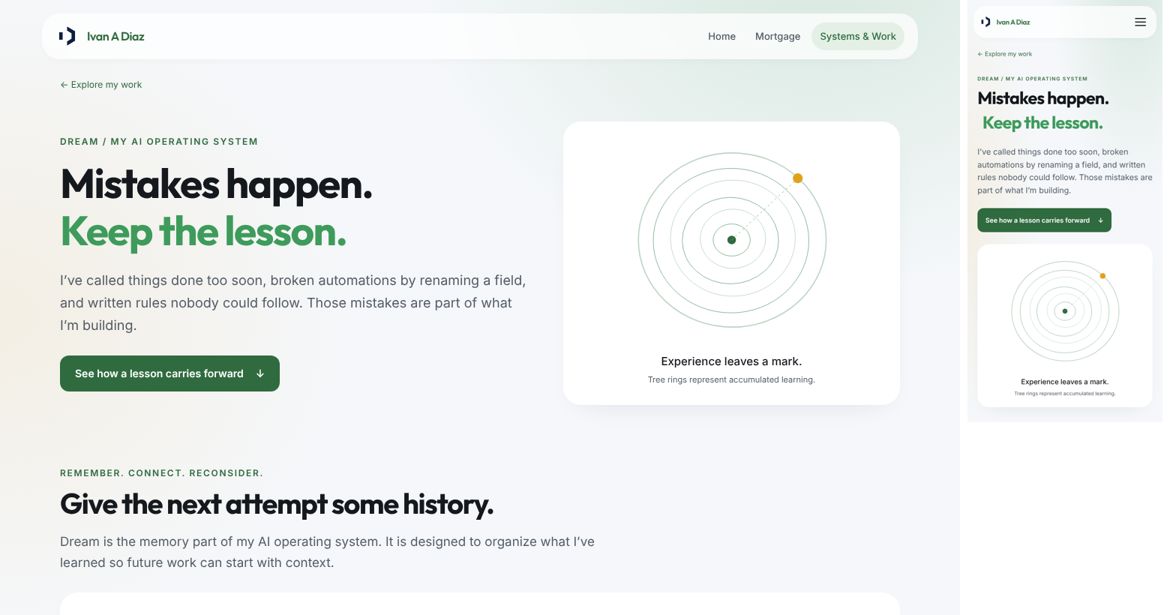 Ivan A Diaz
Home Mortgage Systems & Work
← Explore my work
DREAM / MY AI OPERATING SYSTEM
Mistakes happen.
Keep the lesson.
I’ve called things done too soon, broken automations by renaming a field,
and written rules nobody could follow. Those mistakes are part of what
I’m building.
See how a lesson carries forward ↓
Experience leaves a mark.
Tree rings represent accumulated learning.
REMEMBER. CONNECT. RECONSIDER.
Give the next attempt some history.
Dream is the memory part of my AI operating system. It is designed to organize what I’ve
learned so future work can start with context.
Ivan A Diaz
← Explore my work
DREAM / MY AI OPERATING SYSTEM
Mistakes happen.
Keep the lesson.
I’ve called things done too soon, broken
automations by renaming a field, and written
rules nobody could follow. Those mistakes are
part of what I’m building.
See how a lesson carries forward ↓
Experience leaves a mark.
Tree rings represent accumulated learning.